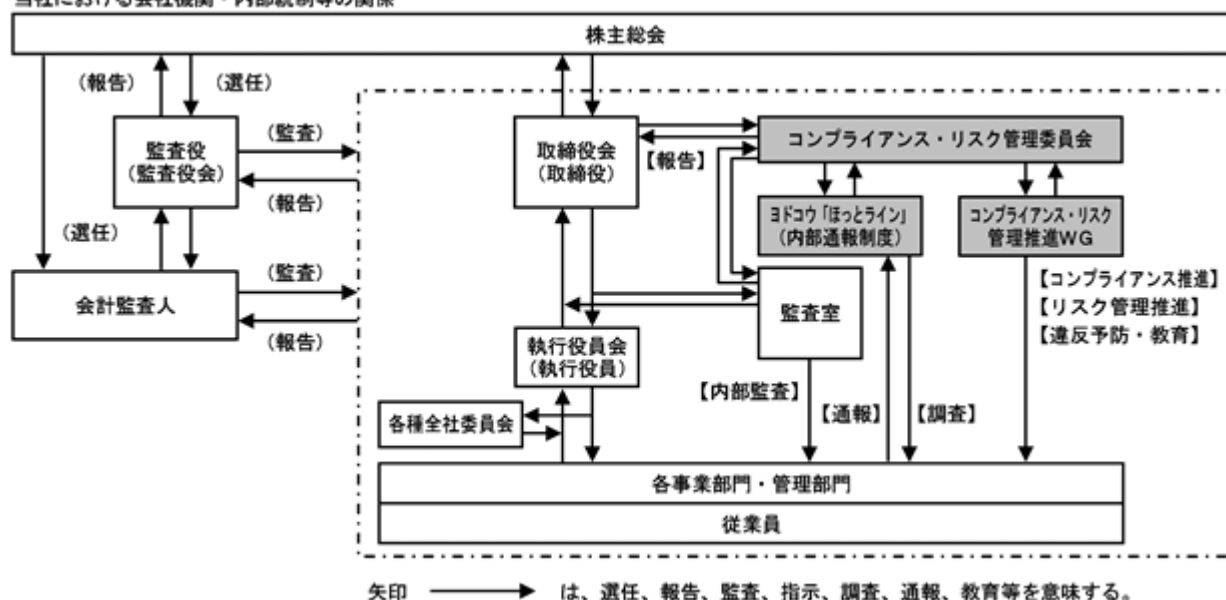 当社における会社機関・内部統制等の関係
株主総会
(報告)
(選任)
監査役
(監査役会)
(監査)
(報告)
(選任)
会計監査人
(監査)
(報告)
取締役会
(取締役)
【報告】
コンプライアンス・リスク管理委員会
ヨドコウ「ほっとライン」
(内部通報制度)
コンプライアンス・リスク
管理推進WG
【コンプライアンス推進】
【リスク管理推進】
【違反予防・教育】
監査室
執行役員会
(執行役員)
【内部監査】
【通報】
【調査】
各種全社委員会
各事業部門・管理部門
従業員
矢印 は、選任、報告、監査、指示、調査、通報、教育等を意味する。